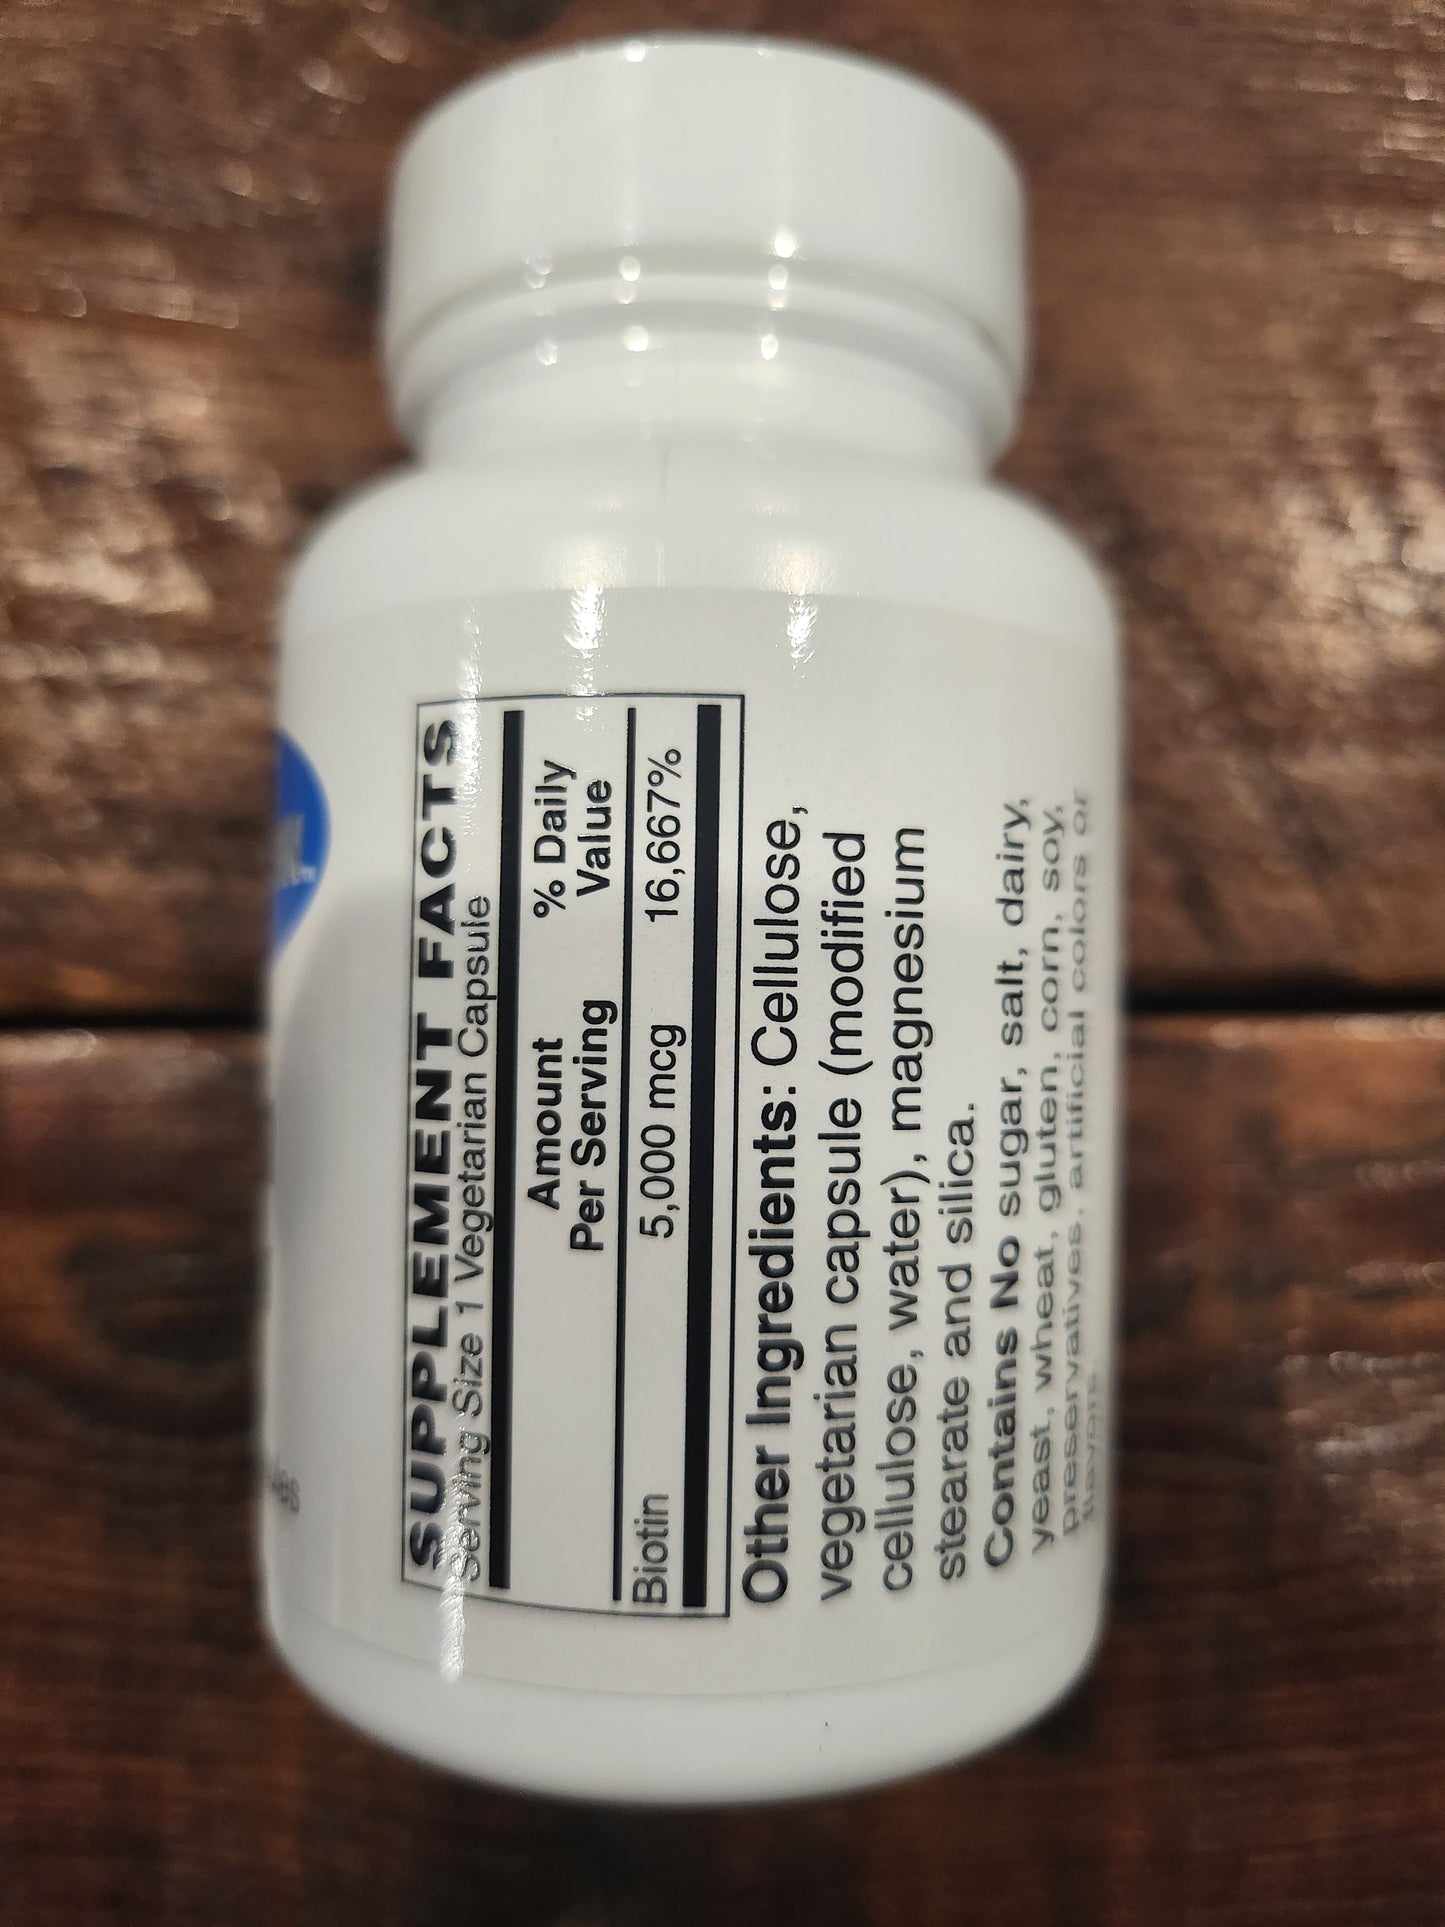 SUPPLEMENT FACTS
Serving Size 1 Vegetarian Capsule
Amount % Daily
Per Serving Value
Biotin 5,000 mcg 16,667%
Other Ingredients: Cellulose,
vegetarian capsule (modified
cellulose, water), magnesium
stearate and silica.
Contains No sugar, salt, dairy,
yeast, wheat, gluten, corn, soy,
preservatives, artificial colors or
flavors.